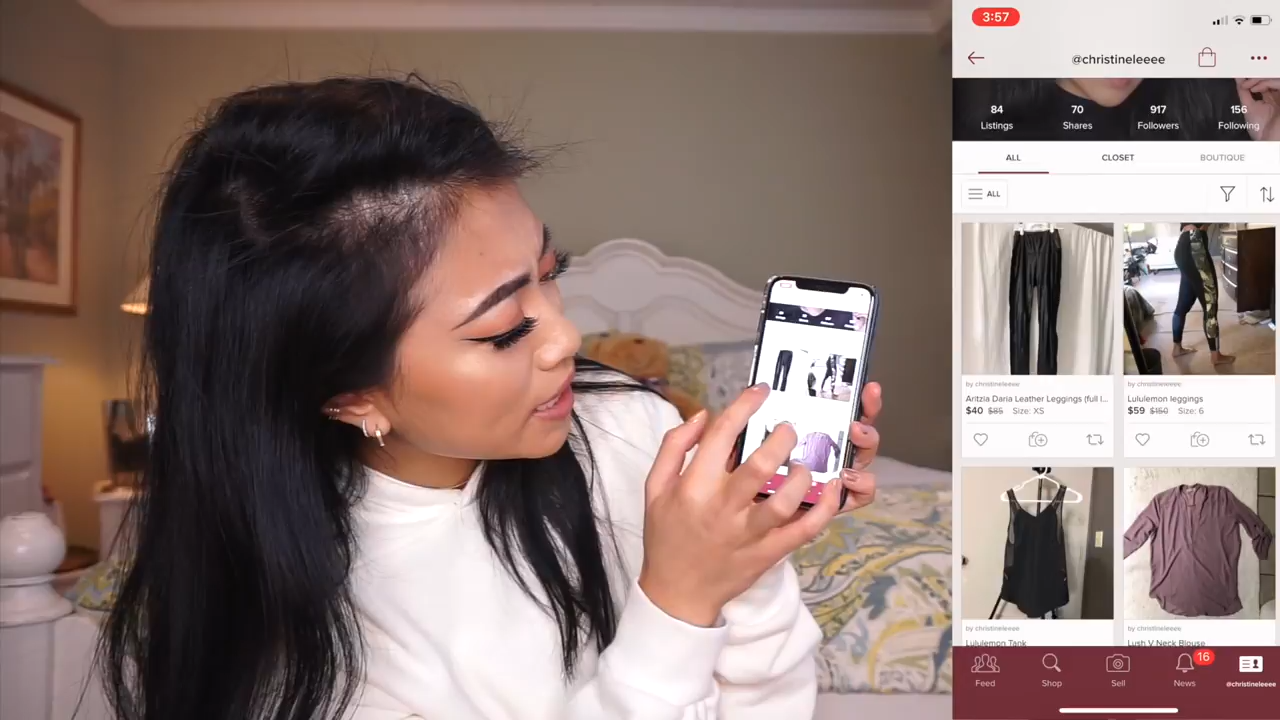 3:57
@christineleeee
84 70 917 156
Listings Shares Followers Following
ALL CLOSET BOUTIQUE
ALL
by christineleeee by christineleeee
Aritzia Daria Leather Leggings (full l... Lululemon leggings
$40 $85 Size: XS $59 $150 Size: 6
by christineleeee by christineleeee
Lululemon Tank Lush V Neck Blouse
16
Feed Shop Sell News @christineleeee